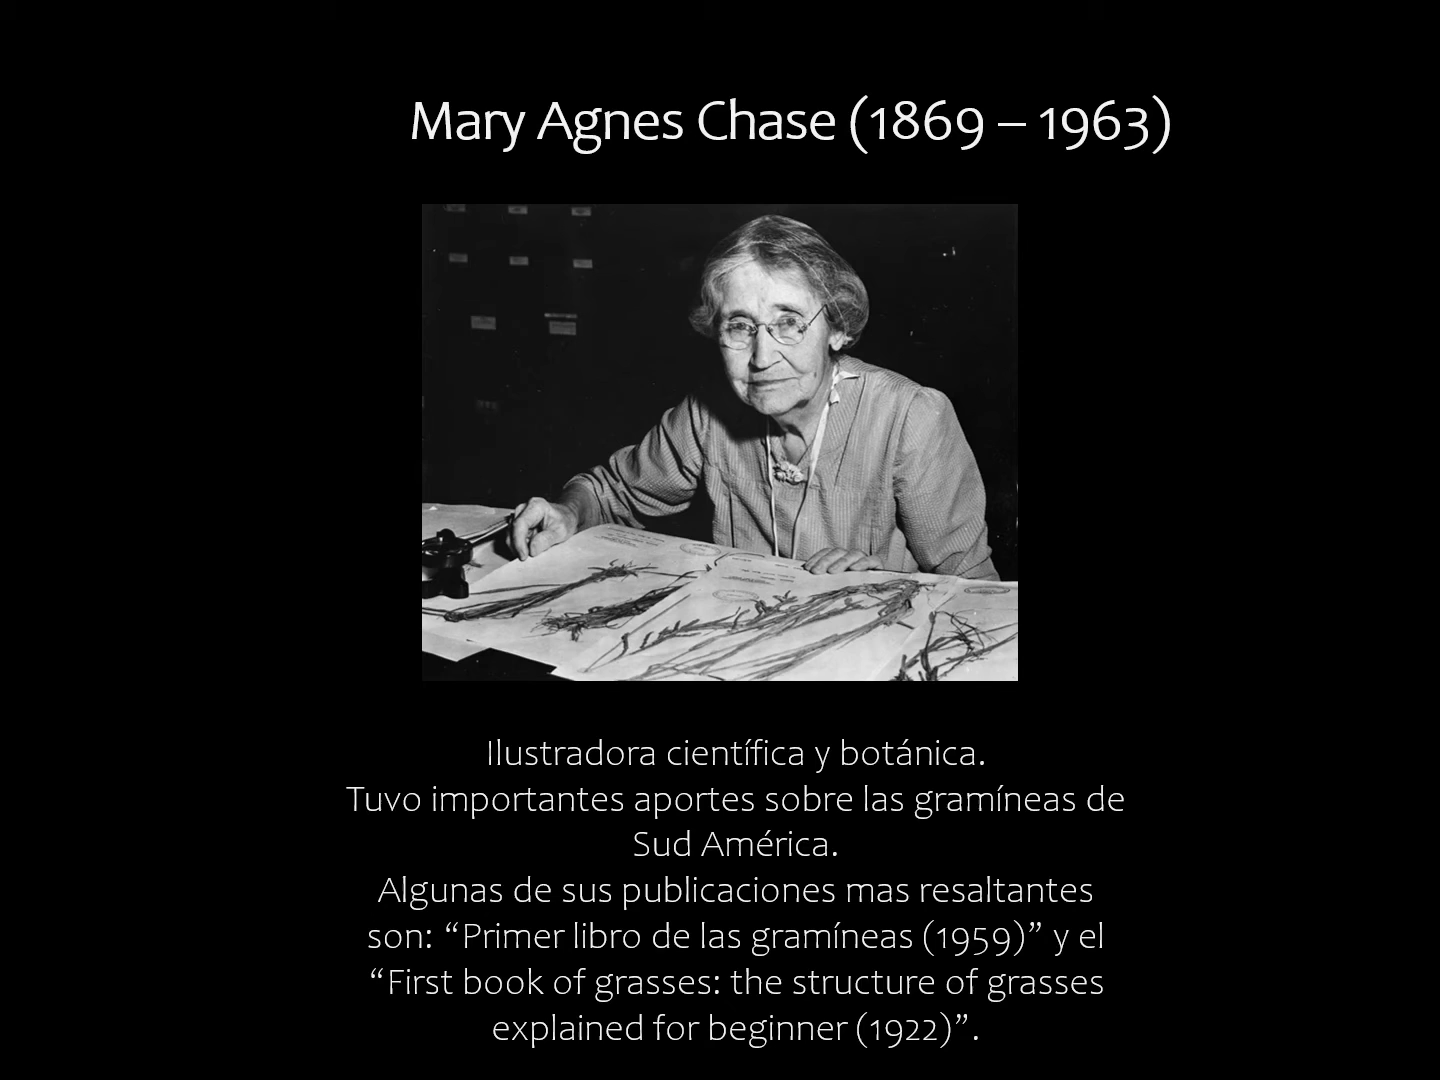 Mary Agnes Chase (1869 – 1963)
Ilustradora científica y botánica.
Tuvo importantes aportes sobre las gramíneas de
Sud América.
Algunas de sus publicaciones mas resaltantes
son: “Primer libro de las gramíneas (1959)” y el
“First book of grasses: the structure of grasses
explained for beginner (1922)”.